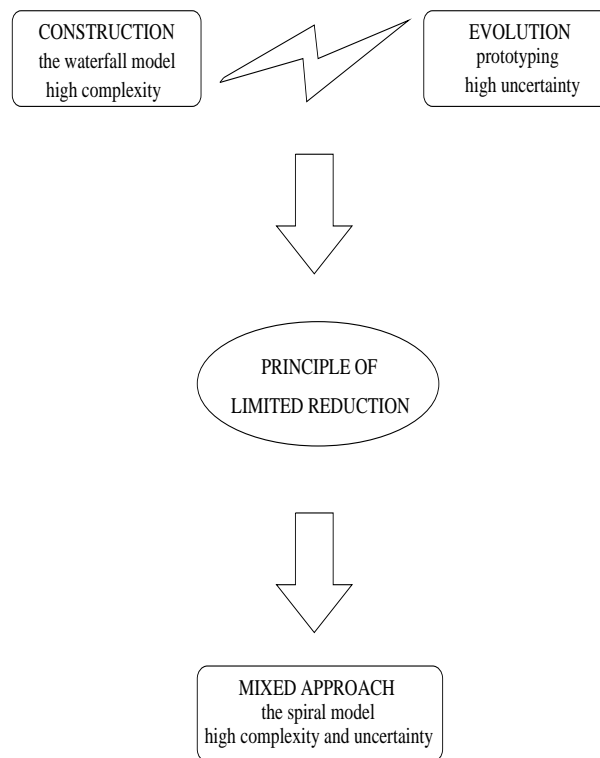 CONSTRUCTION
the waterfall model
high complexity
EVOLUTION
prototyping
high uncertainty
PRINCIPLE OF
LIMITED REDUCTION
MIXED APPROACH
the spiral model
high complexity and uncertainty